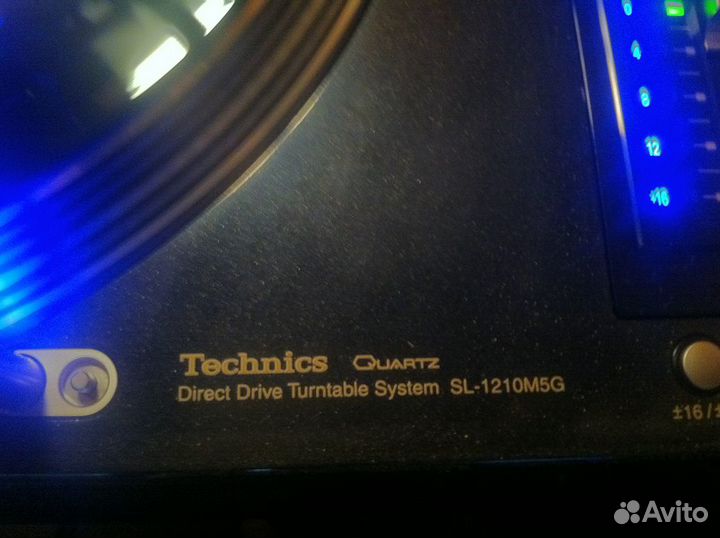 0
4
8
12
±16
Technics QUARTZ
Direct Drive Turntable System SL-1210M5G
±16/±
Avito